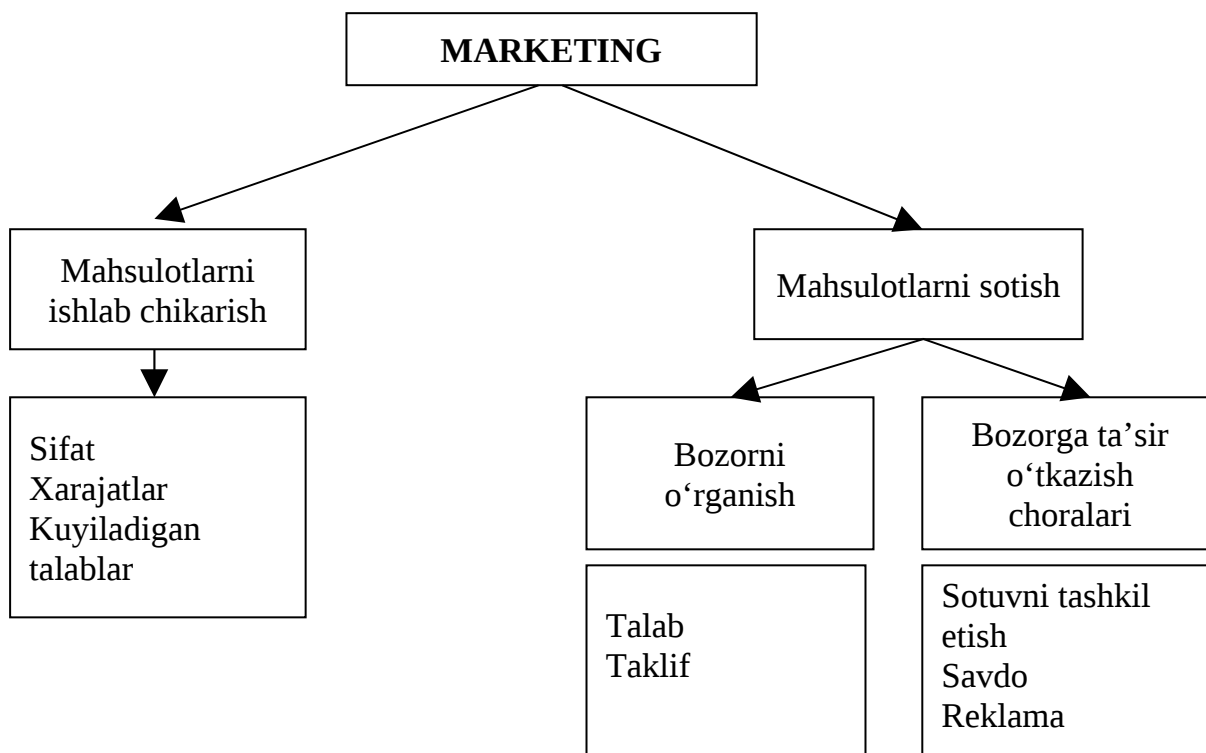 MARKETING
Mahsulotlarni
ishlab chikarish
Mahsulotlarni sotish
Sifat
Xarajatlar
Kuyiladigan
talablar
Bozorni
o‘rganish
Bozorga ta’sir
o‘tkazish
choralari
Talab
Taklif
Sotuvni tashkil
etish
Savdo
Reklama